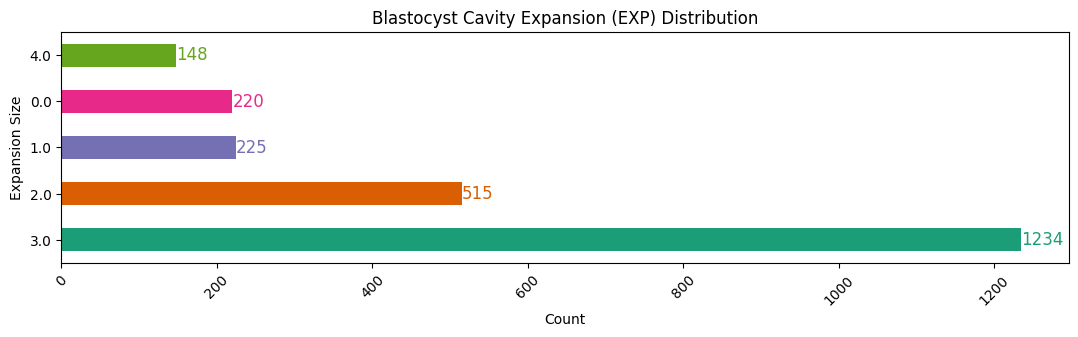 Blastocyst Cavity Expansion (EXP) Distribution
Expansion Size
4.0 148
0.0 220
1.0 225
2.0 515
3.0 1234
0 200 400 600 800 1000 1200
Count